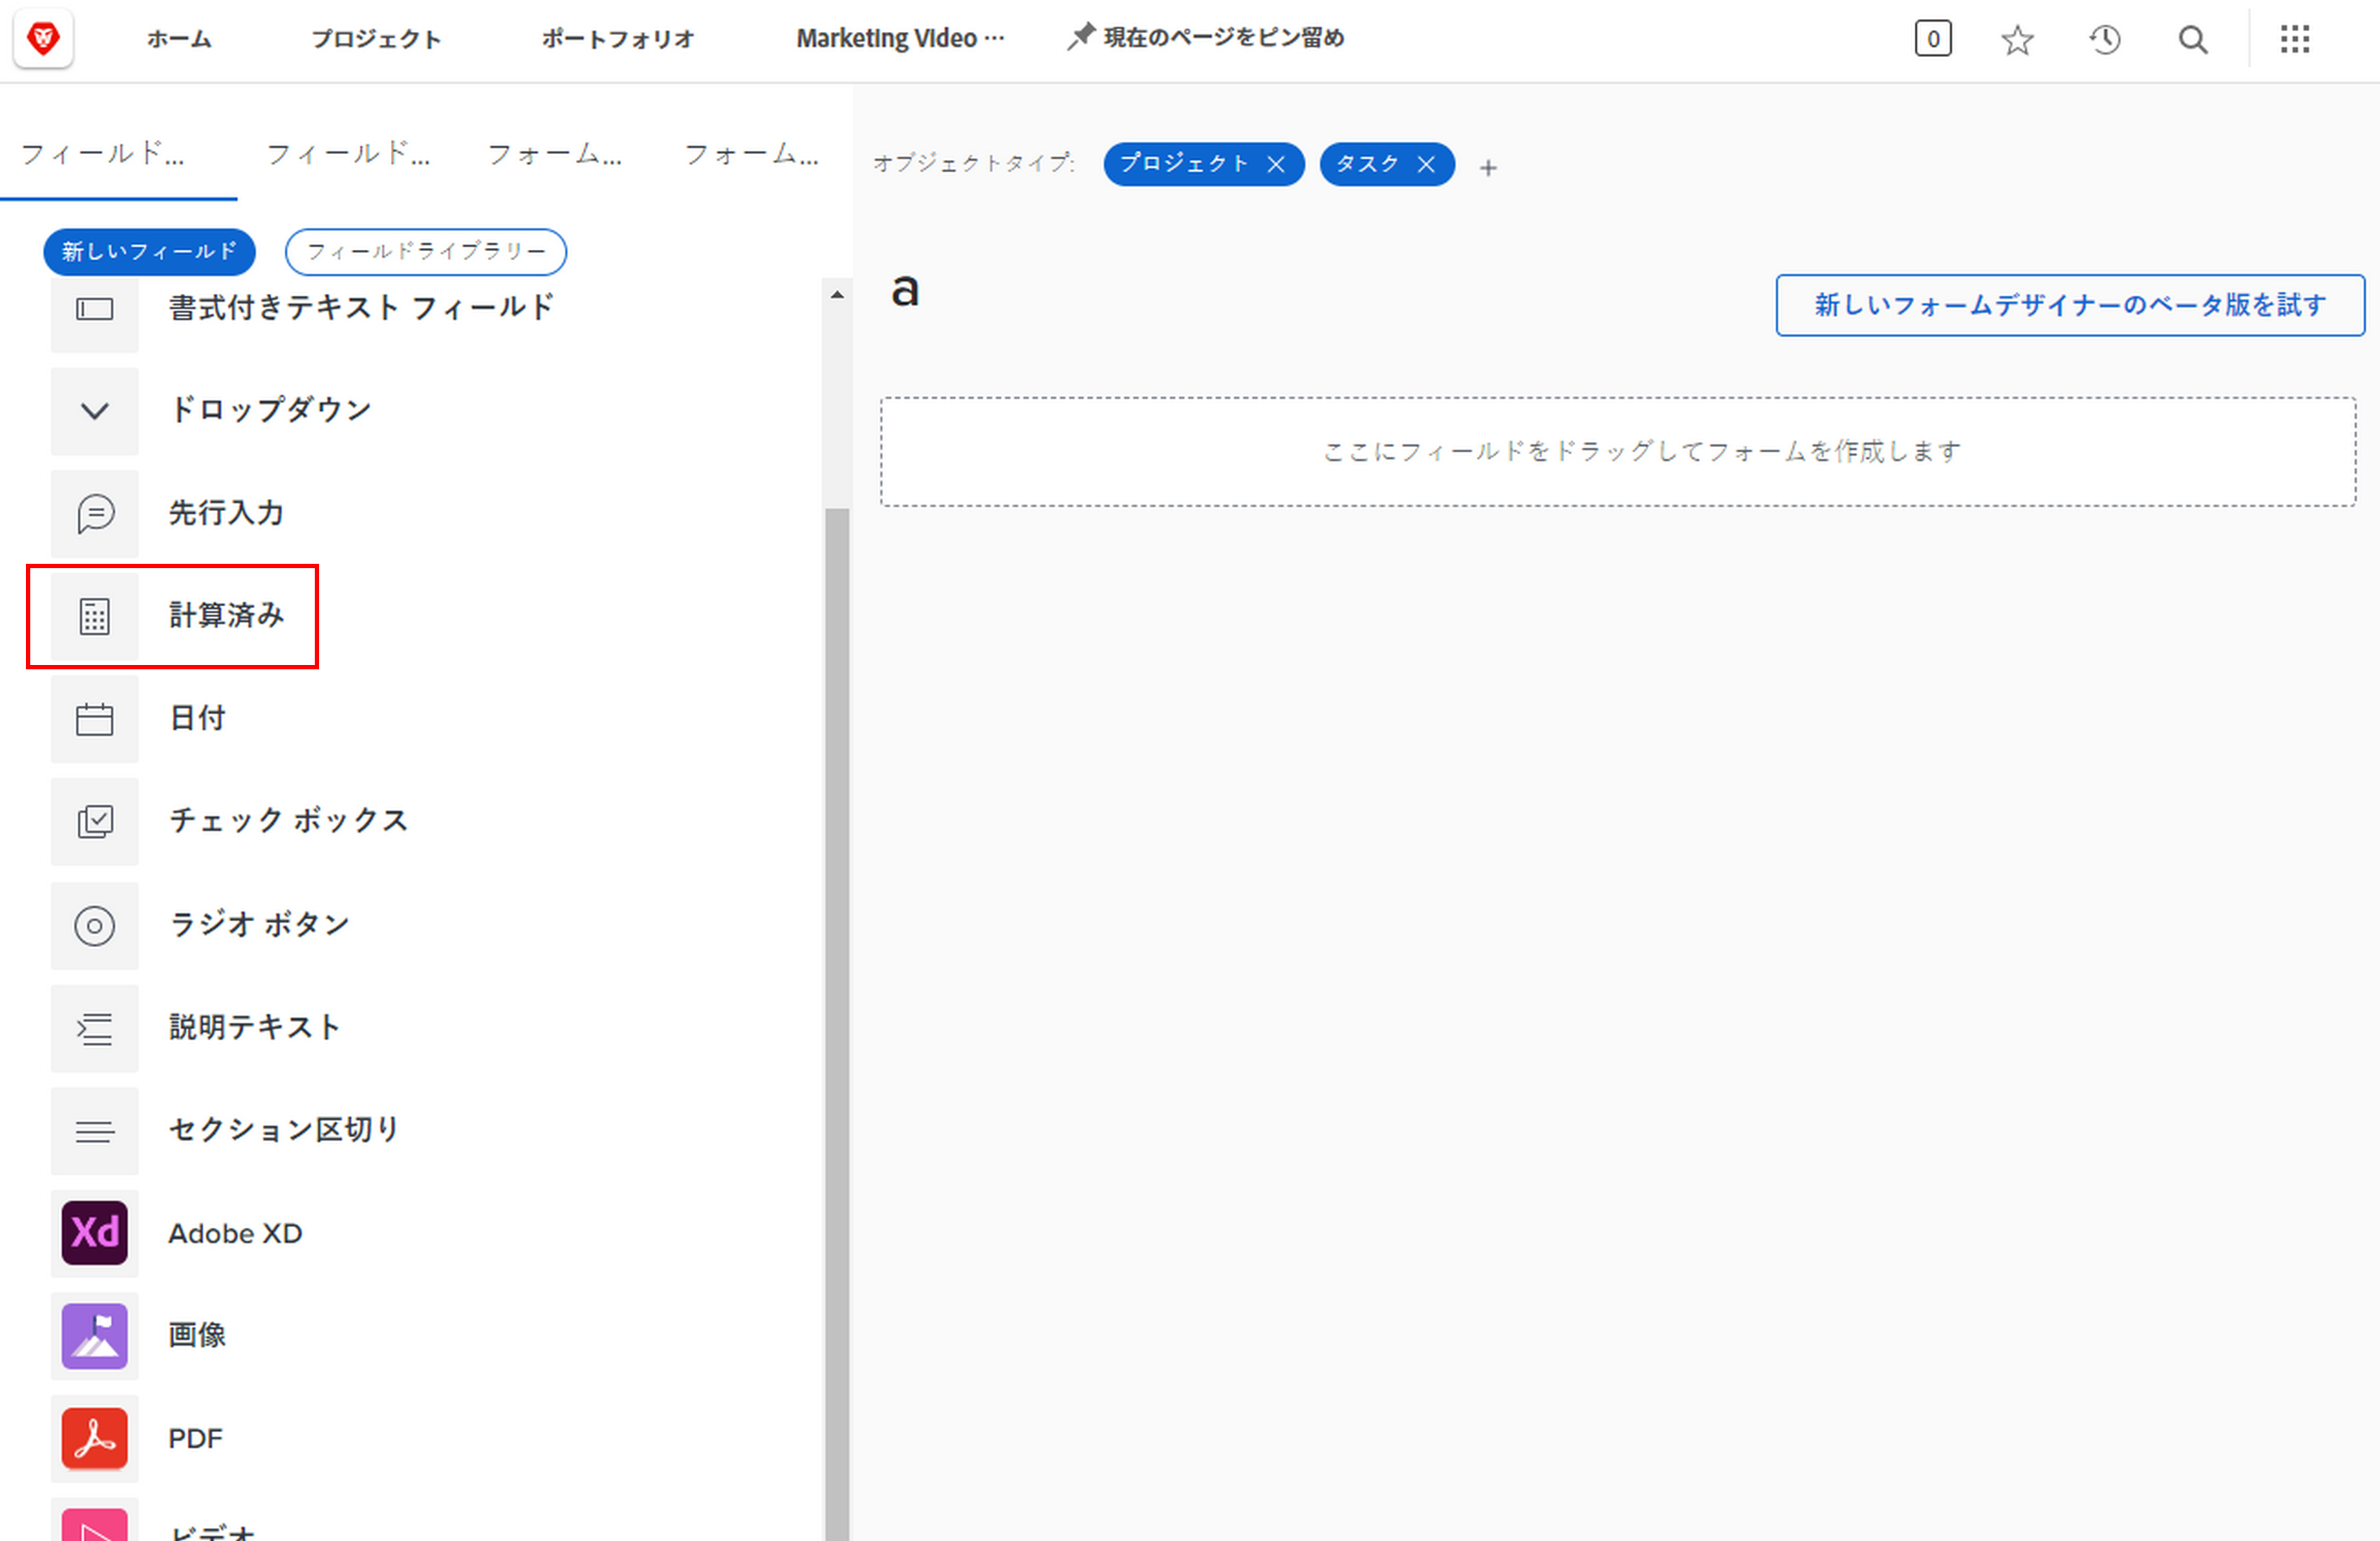 ホーム プロジェクト ポートフォリオ Marketing Video … 現在のページをピン留め 0
フィールド... フィールド... フォーム... フォーム...
オブジェクトタイプ: プロジェクト タスク
新しいフィールド フィールドライブラリー
書式付きテキスト フィールド
a
新しいフォームデザイナーのベータ版を試す
ドロップダウン
ここにフィールドをドラッグしてフォームを作成します
先行入力
計算済み
日付
チェック ボックス
ラジオ ボタン
説明テキスト
セクション区切り
Xd Adobe XD
画像
PDF
ビデオ